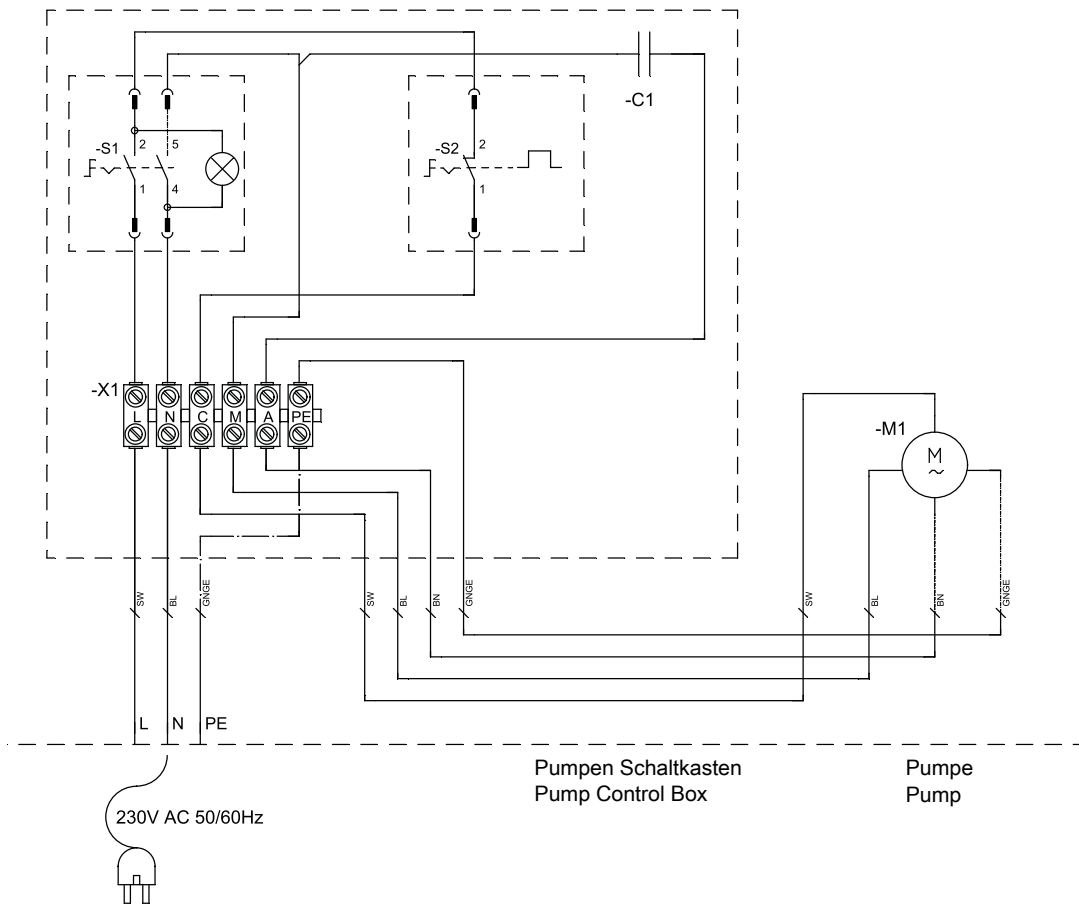 -C1
-S1
2
5
1
4
-S2
2
1
-X1
L
N
C
M
A
PE
-M1
M
~
SW
BL
GNGE
SW
BL
BN
GNGE
SW
BL
BN
GNGE
L
N
PE
Pumpen Schaltkasten
Pump Control Box
Pumpe
Pump
230V AC 50/60Hz